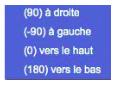 (90) à droite
(-90) à gauche
(0) vers le haut
(180) vers le bas